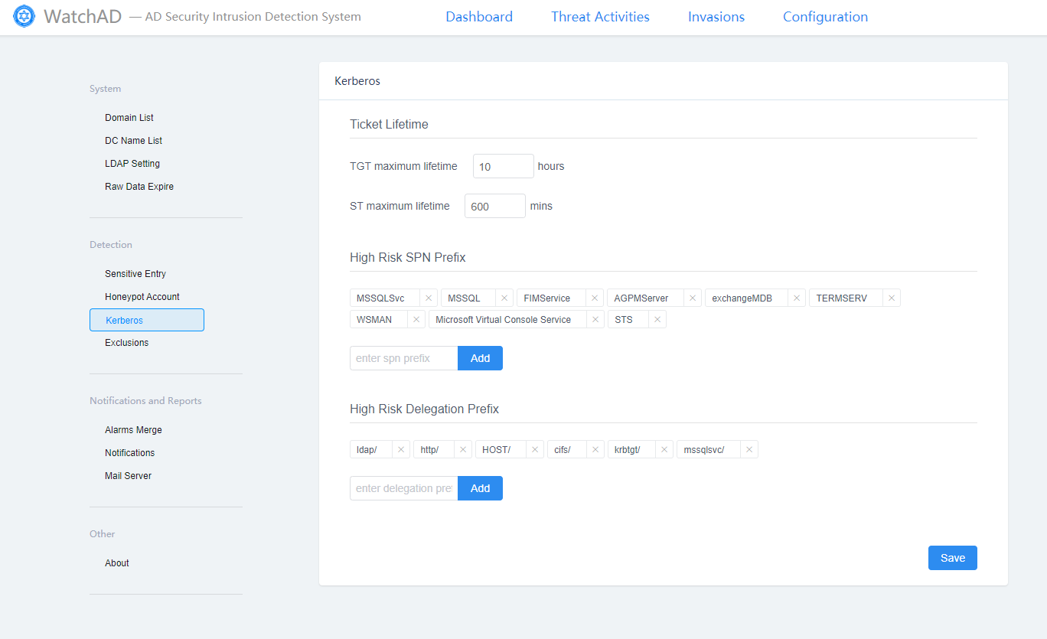 WatchAD — AD Security Intrusion Detection System Dashboard Threat Activities Invasions Configuration
System
Domain List
DC Name List
LDAP Setting
Raw Data Expire
Detection
Sensitive Entry
Honeypot Account
Kerberos
Exclusions
Notifications and Reports
Alarms Merge
Notifications
Mail Server
Other
About
Kerberos
Ticket Lifetime
TGT maximum lifetime 10 hours
ST maximum lifetime 600 mins
High Risk SPN Prefix
MSSQLSvc × MSSQL × FIMService × AGPMServer × exchangeMDB × TERMSERV ×
WSMAN × Microsoft Virtual Console Service × STS ×
enter spn prefix Add
High Risk Delegation Prefix
ldap/ × http/ × HOST/ × cifs/ × krbtgt/ × mssqlsvc/ ×
enter delegation pre Add
Save